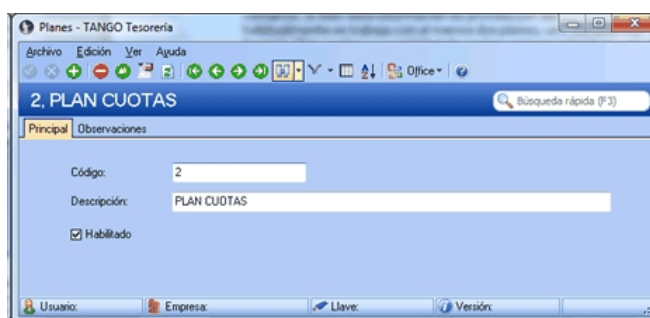 Planes - TANGO Tesorería
Archivo Edición Ver Ayuda
Office
2, PLAN CUOTAS
Búsqueda rápida (F3)
Principal Observaciones
Código: 2
Descripción: PLAN CUOTAS
Habilitado
Usuario: Empresa: Llave: Versión: